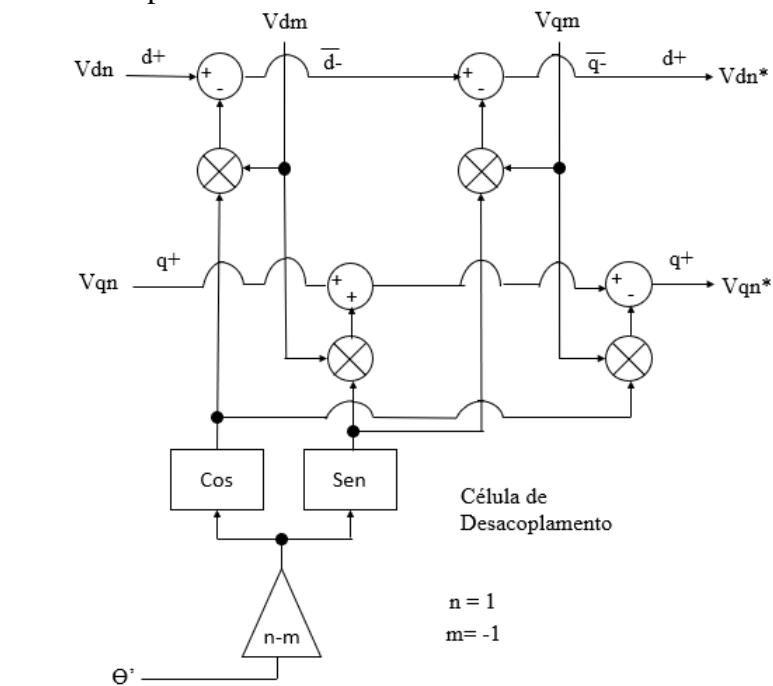 Vdm
Vqm
Vdn
d+
+
-
d-
+
-
q-
d+
Vdn*
Vqn
q+
+
+
+
-
q+
Vqn*
Cos
Sen
Célula de
Desacoplamento
n-m
n = 1
m= -1
Ө'